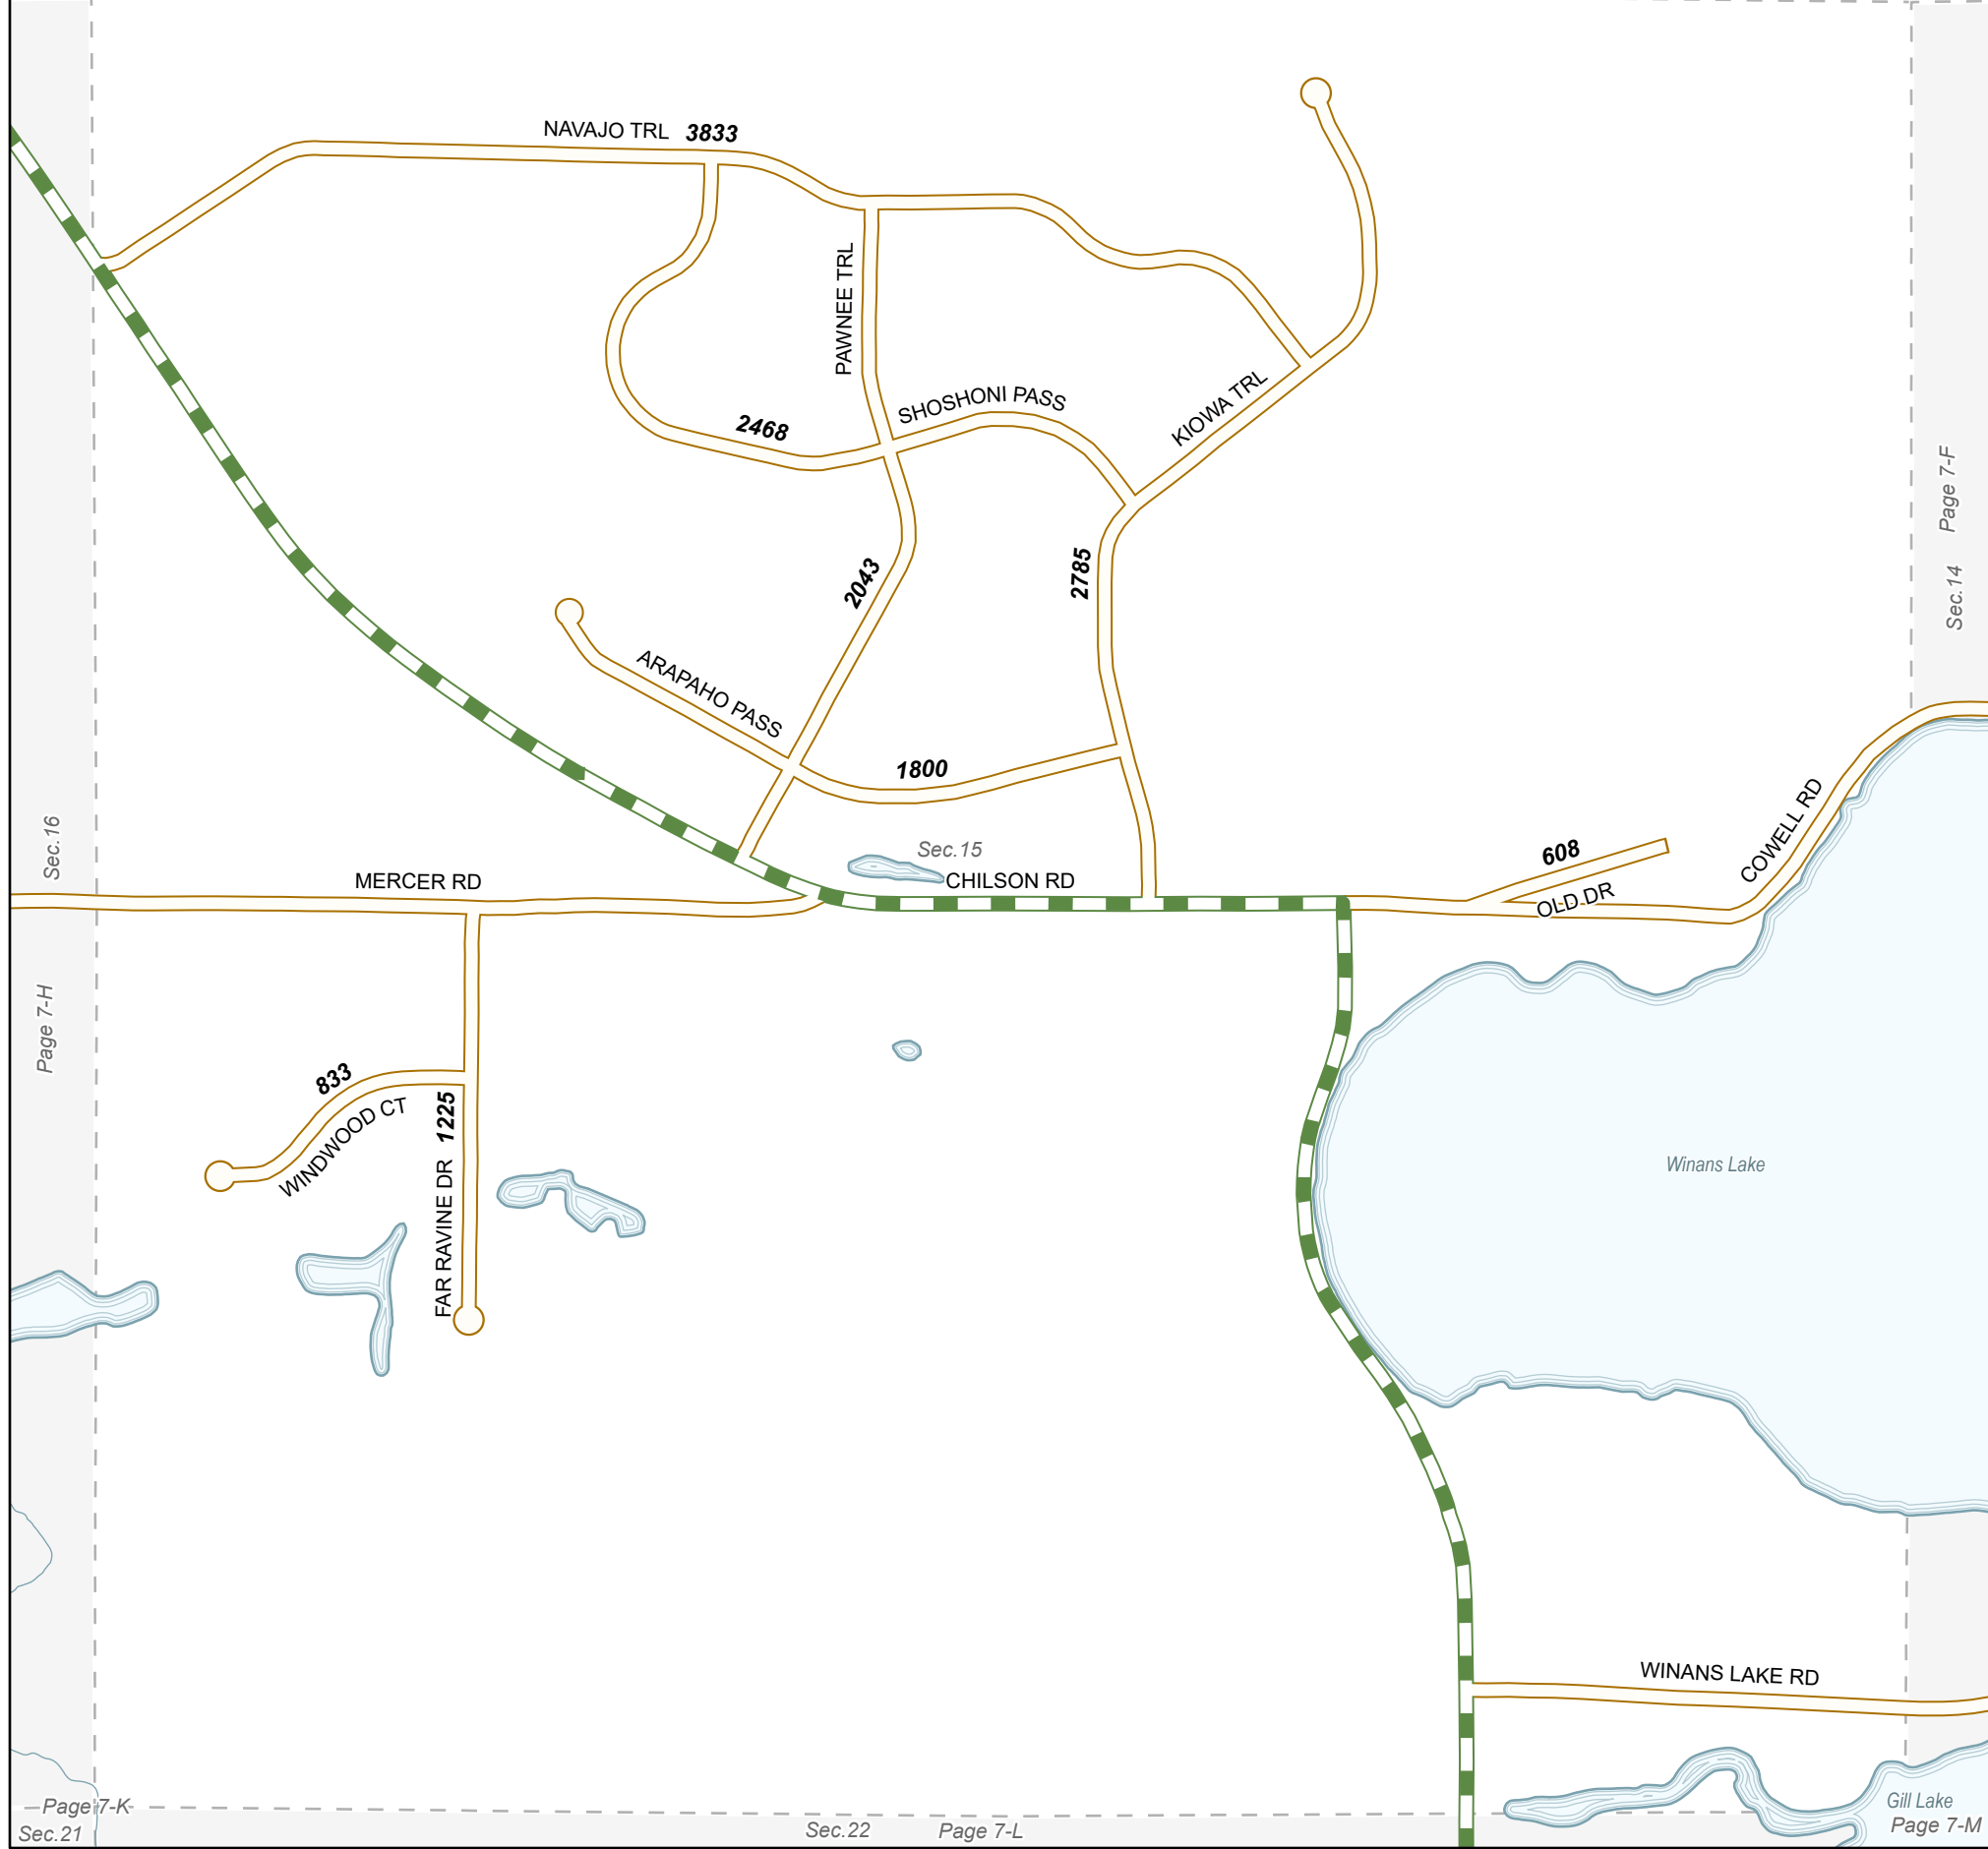 NAVAJO TRL 3833
PAWNEE TRL
SHOSHONI PASS
KIOWA TRL
2468
Page 7-F
Sec.14
2043
2785
ARAPAHO PASS
1800
Sec.16
Sec.15
COWELL RD
608
MERCER RD
CHILSON RD
OLD DR
Page 7-H
833
WINDWOOD CT
1225
FAR RAVINE DR
Winans Lake
WINANS LAKE RD
Page 7-K
Gill Lake
Sec.21
Sec.22
Page 7-L
Page 7-M